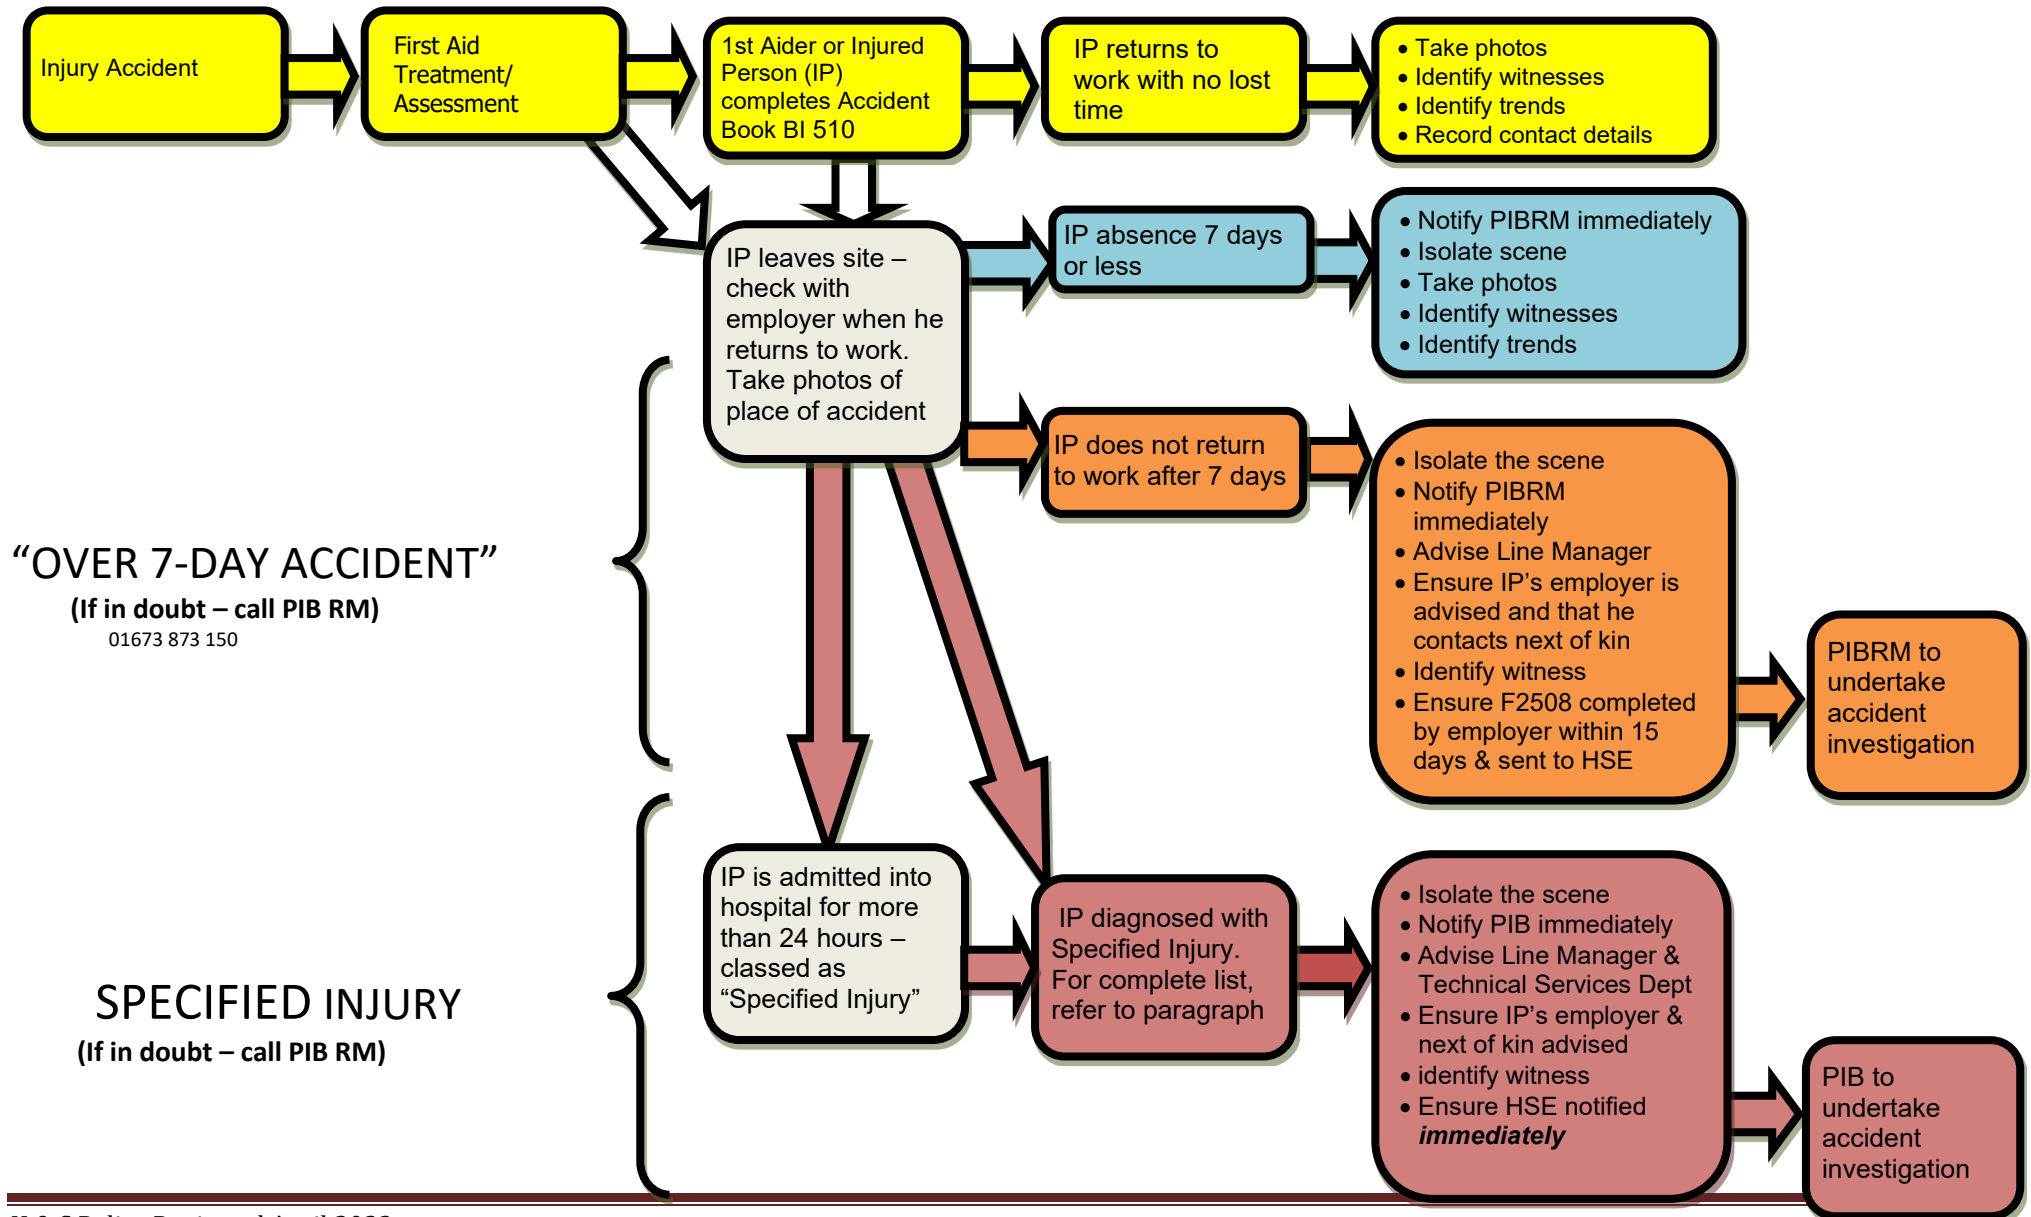 Injury Accident
First Aid
Treatment/
Assessment
1st Aider or Injured
Person (IP)
completes Accident
Book BI 510
IP returns to
work with no lost
time
• Take photos
• Identify witnesses
• Identify trends
• Record contact details
IP leaves site –
check with
employer when he
returns to work.
Take photos of
place of accident
IP absence 7 days
or less
• Notify PIBRM immediately
• Isolate scene
• Take photos
• Identify witnesses
• Identify trends
IP does not return
to work after 7 days
• Isolate the scene
• Notify PIBRM
immediately
• Advise Line Manager
• Ensure IP's employer is
advised and that he
contacts next of kin
• Identify witness
• Ensure F2508 completed
by employer within 15
days & sent to HSE
PIBRM to
undertake
accident
investigation
“OVER 7-DAY ACCIDENT”
(If in doubt – call PIB RM)
01673 873 150
IP is admitted into
hospital for more
than 24 hours –
classed as
“Specified Injury”
IP diagnosed with
Specified Injury.
For complete list,
refer to paragraph
• Isolate the scene
• Notify PIB immediately
• Advise Line Manager &
Technical Services Dept
• Ensure IP's employer &
next of kin advised
• identify witness
• Ensure HSE notified
immediately
PIB to
undertake
accident
investigation
SPECIFIED INJURY
(If in doubt – call PIB RM)